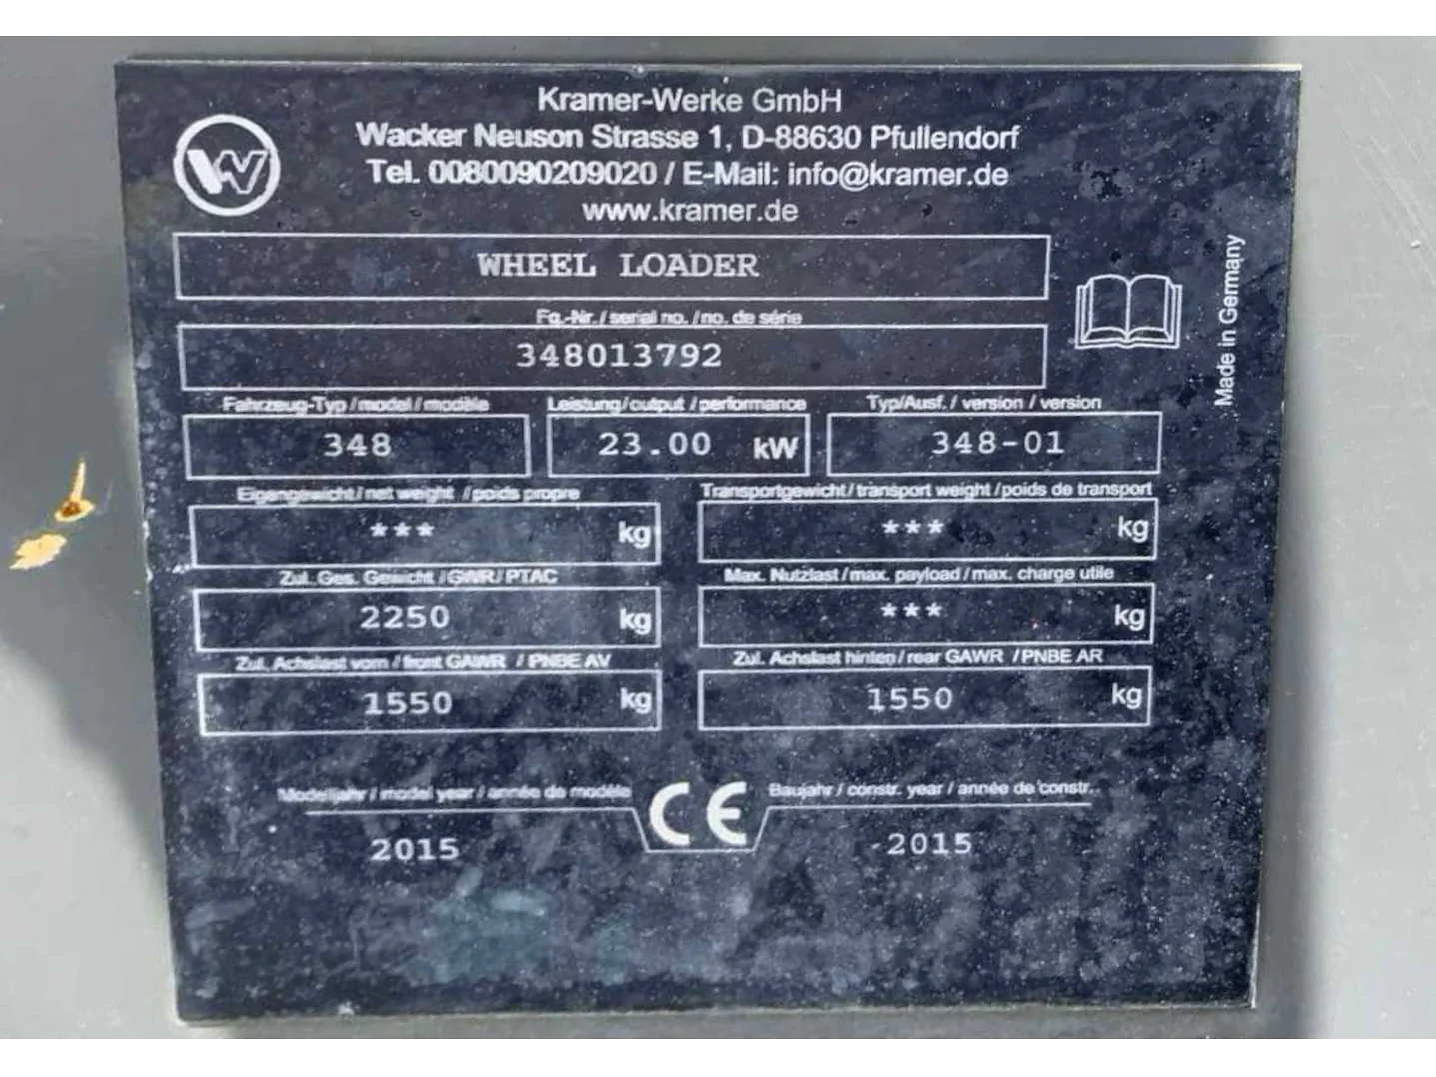 Kramer-Werke GmbH
Wacker Neuson Strasse 1, D-88630 Pfullendorf
Tel. 0080090209020 / E-Mail: info@kramer.de
www.kramer.de
WHEEL LOADER
Made in Germany
Fg.-Nr. / serial no. / no. de série
348013792
Fahrzeug-Typ / model / modèle Leistung / output / performance Typ/Ausf. / version / version
348 23.00 kW 348-01
Eigengewicht / net weight / poids propre Transportgewicht / transport weight / poids de transport
*** kg *** kg
Zul. Ges. Gewicht / GWR / PTAC Max. Nutzlast / max. payload / max. charge utile
2250 kg *** kg
Zul. Achslast vorn / front GAWR / PNBE AV Zul. Achslast hinten / rear GAWR / PNBE AR
1550 kg 1550 kg
Modelljahr / model year / année de modèle CE Baujahr / constr. year / année de constr.
2015 2015